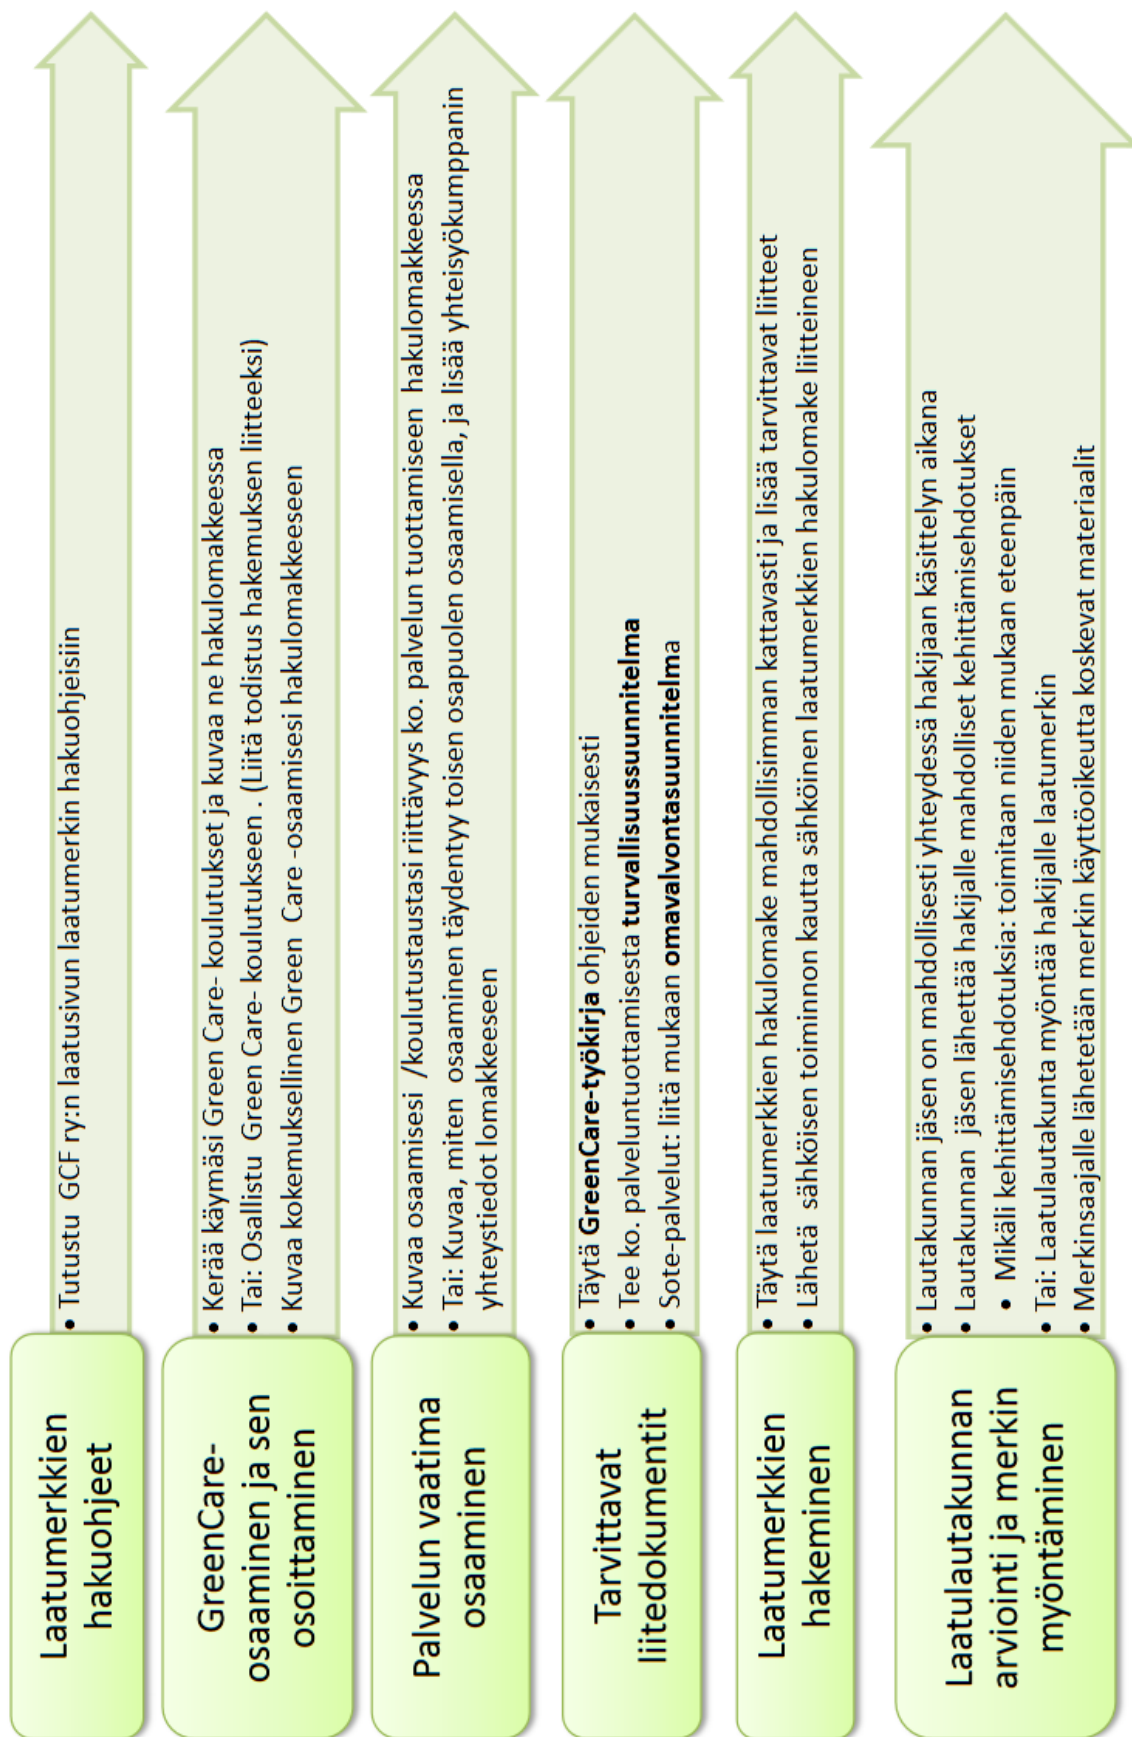 Laatumerkkien
hakuohjeet
• Tutustu GCF ry:n laatusivun laatumerkin hakuohjeisiin
GreenCare-
osaaminen ja sen
osoittaminen
• Kerää käymäsi Green Care- koulutukset ja kuvaa ne hakulomakkeessa
• Tai: Osallistu Green Care- koulutukseen . (Liitä todistus hakemuksen liitteeksi)
• Kuvaa kokemuksellinen Green Care -osaamisesi hakulomakkeeseen
Palvelun vaatima
osaaminen
• Kuvaa osaamisesi /koulutustaustasi riittävyys ko. palvelun tuottamiseen hakulomakkeessa
• Tai: Kuvaa, miten osaaminen täydentyy toisen osapuolen osaamisella, ja lisää yhteisyökumppanin
yhteystiedot lomakkeeseen
Tarvittavat
liitedokumentit
• Täytä GreenCare-työkirja ohjeiden mukaisesti
• Tee ko. palveluntuottamisesta turvallisuussuunnitelma
• Sote-palvelut: liitä mukaan omavalvontasuunnitelma
Laatumerkkien
hakeminen
• Täytä laatumerkkien hakulomake mahdollisimman kattavasti ja lisää tarvittavat liitteet
• Lähetä sähköisen toiminnon kautta sähköinen laatumerkkien hakulomake liitteineen
Laatulautakunnan
arviointi ja merkin
myöntäminen
• Lautakunnan jäsen on mahdollisesti yhteydessä hakijaan käsittelyn aikana
• Lautakunnan jäsen lähettää hakijalle mahdolliset kehittämisehdotukset
• Mikäli kehittämisehdotuksia: toimitaan niiden mukaan eteenpäin
• Tai: Laatulautakunta myöntää hakijalle laatumerkin
• Merkinsaajalle lähetetään merkin käyttöoikeutta koskevat materiaalit